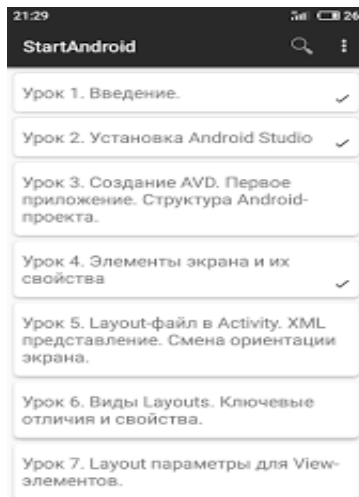 21:29
26
StartAndroid
Урок 1. Введение.
Урок 2. Установка Android Studio
Урок 3. Создание AVD. Первое
приложение. Структура Android-
проекта.
Урок 4. Элементы экрана и их
свойства
Урок 5. Layout-файл в Activity. XML
представление. Смена ориентации
экрана.
Урок 6. Виды Layouts. Ключевые
отличия и свойства.
Урок 7. Layout параметры для View-
элементов.